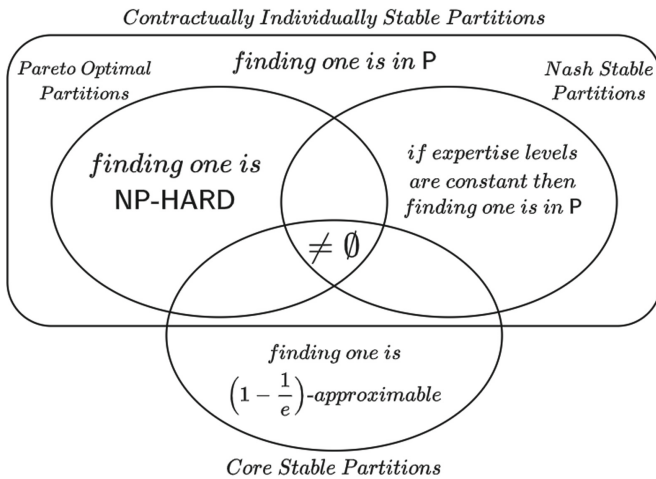 Contractually Individually Stable Partitions
finding one is in P
Pareto Optimal
Partitions
Nash Stable
Partitions
finding one is
NP-HARD
if expertise levels
are constant then
finding one is in P
≠ ∅
finding one is
(1 − 1/e)-approximable
Core Stable Partitions